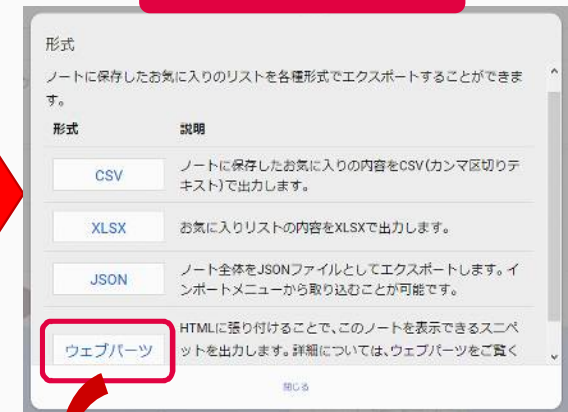 形式
ノートに保存したお気に入りのリストを各種形式でエクスポートすることができま
す。
形式 説明
CSV ノートに保存したお気に入りの内容をCSV(カンマ区切りテ
キスト)で出力します。
XLSX お気に入りリストの内容をXLSXで出力します。
JSON ノート全体をJSONファイルとしてエクスポートします。イ
ンポートメニューから取り込むことが可能です。
ウェブパーツ HTMLに張り付けることで、このノートを表示できるスニペ
ットを出力します。詳細については、ウェブパーツをご覧く
閉じる